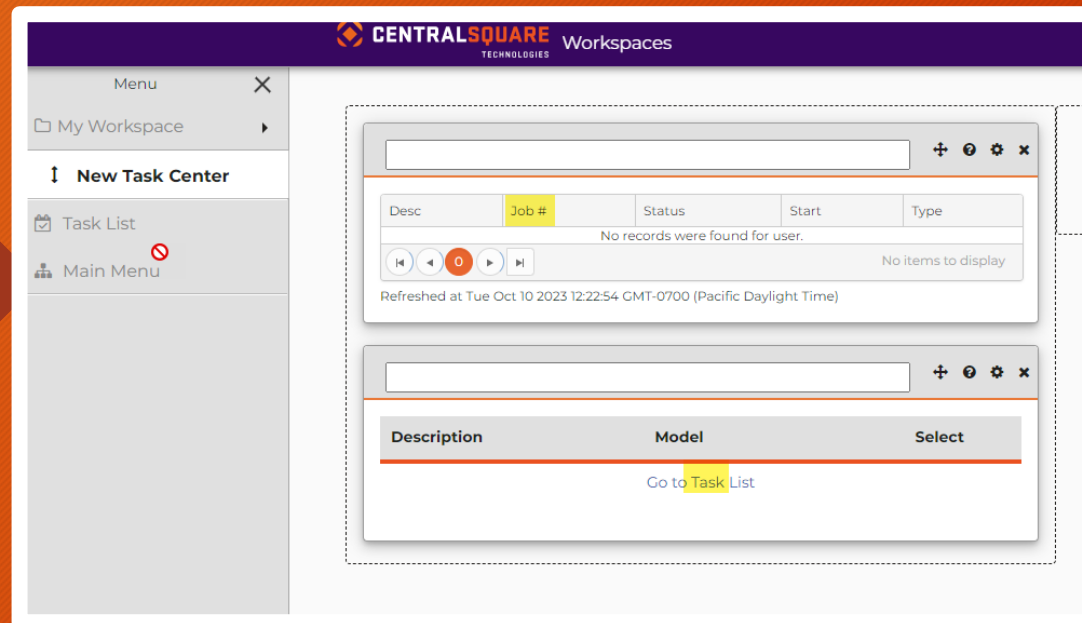 CENTRALSQUARE
TECHNOLOGIES
Workspaces
Menu
My Workspace
New Task Center
Task List
Main Menu
Desc Job # Status Start Type
No records were found for user.
0 No items to display
Refreshed at Tue Oct 10 2023 12:22:54 GMT-0700 (Pacific Daylight Time)
Description Model Select
Go to Task List